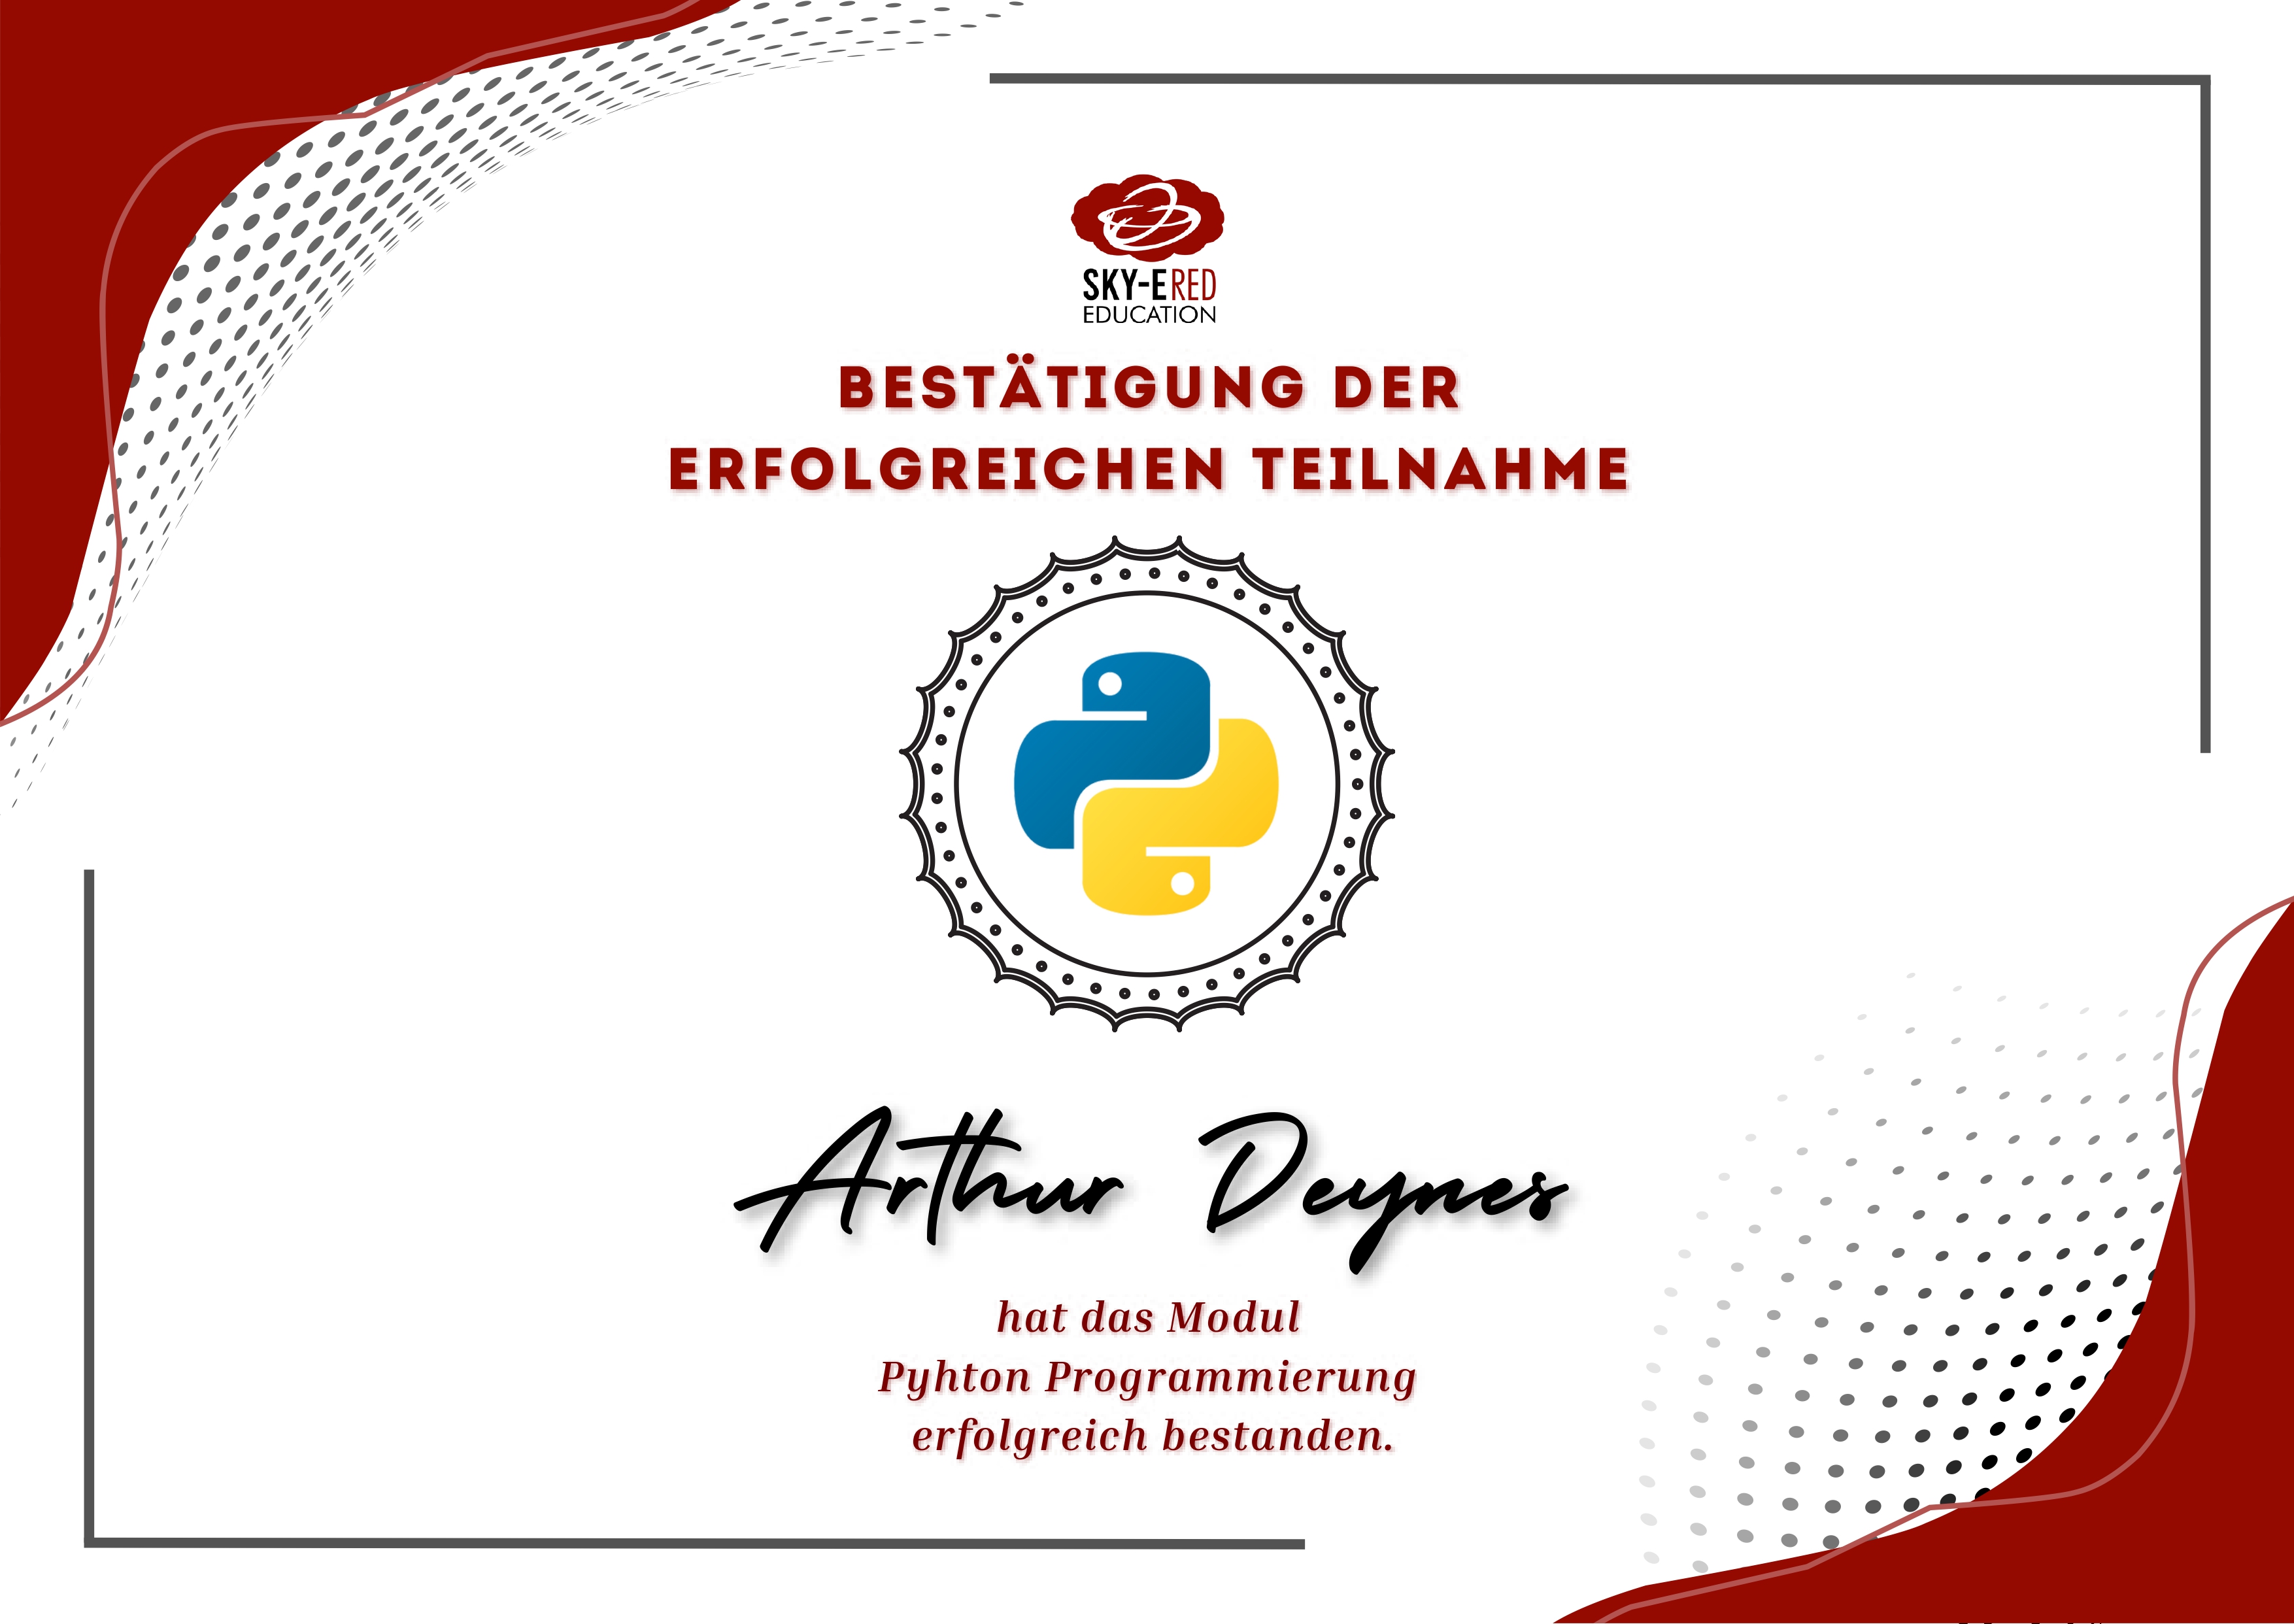 SKY-ERED
EDUCATION
BESTÄTIGUNG DER
ERFOLGREICHEN TEILNAHME
Arthur Deynes
hat das Modul
Pyhton Programmierung
erfolgreich bestanden.